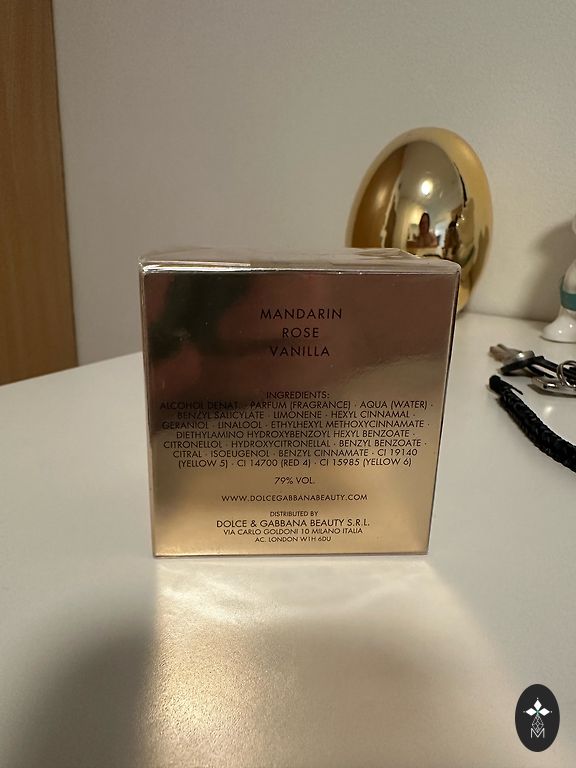 MANDARIN
ROSE
VANILLA
INGREDIENTS:
ALCOHOL DENAT. · PARFUM (FRAGRANCE) · AQUA (WATER) ·
BENZYL SALICYLATE · LIMONENE · HEXYL CINNAMAL ·
GERANIOL · LINALOOL · ETHYLHEXYL METHOXYCINNAMATE ·
DIETHYLAMINO HYDROXYBENZOYL HEXYL BENZOATE ·
CITRONELLOL · HYDROXYCITRONELLAL · BENZYL BENZOATE ·
CITRAL · ISOEUGENOL · BENZYL CINNAMATE · CI 19140
(YELLOW 5) · CI 14700 (RED 4) · CI 15985 (YELLOW 6)
79% VOL.
WWW.DOLCEGABBANABEAUTY.COM
DISTRIBUTED BY
DOLCE & GABBANA BEAUTY S.R.L.
VIA CARLO GOLDONI 10 MILANO ITALIA
AC. LONDON W1H 6DU
M